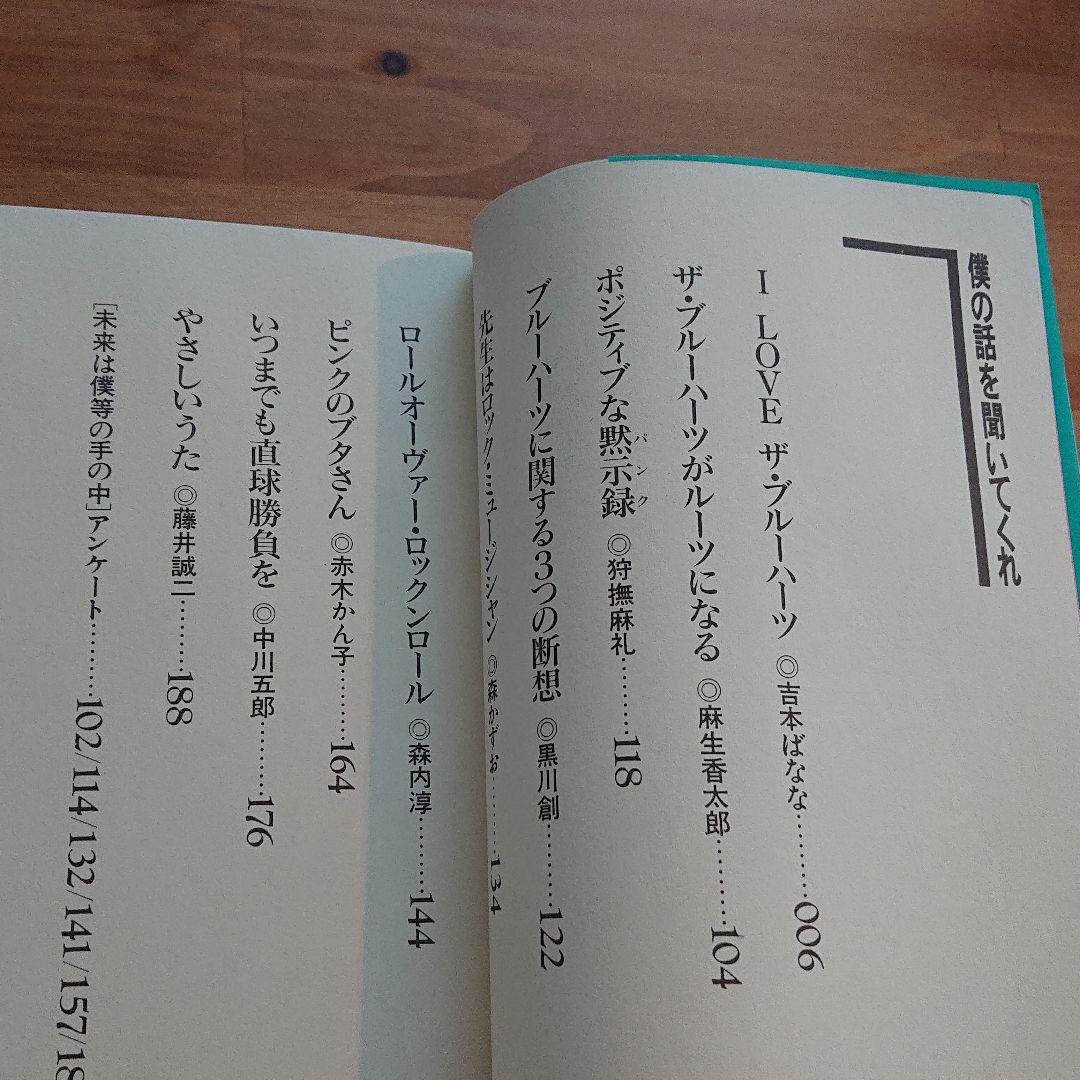 僕の話を聞いてくれ
I LOVE ザ・ブルーハーツ ◎吉本ばなな………006
ザ・ブルーハーツがルーツになる ◎麻生香太郎………104
ポジティブな黙示録 ◎狩撫麻礼………118
パンク
ブルーハーツに関する3つの断想 ◎黒川創………122
先生はロック・ミュージシャン ◎森かずお………134
ロールオーヴァー・ロックンロール ◎森内淳………144
ピンクのブタさん ◎赤木かん子………164
いつまでも直球勝負を ◎中川五郎………176
やさしいうた ◎藤井誠二………188
[未来は僕等の手の中]アンケート………102/114/132/141/157/18